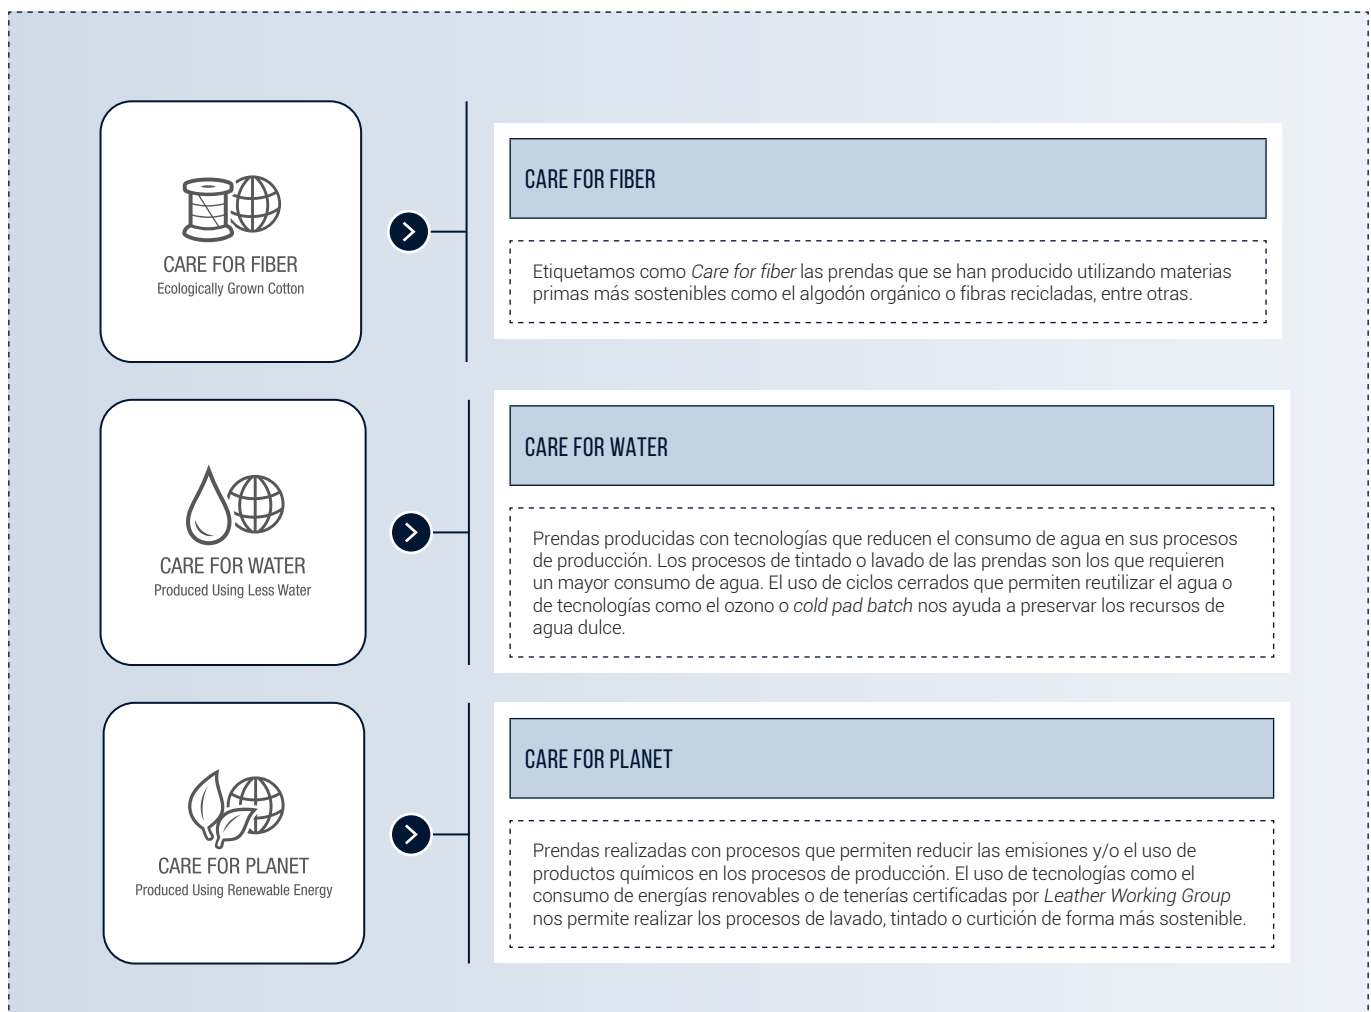 CARE FOR FIBER
Ecologically Grown Cotton
CARE FOR FIBER
Etiquetamos como Care for fiber las prendas que se han producido utilizando materias
primas más sostenibles como el algodón orgánico o fibras recicladas, entre otras.
CARE FOR WATER
Produced Using Less Water
CARE FOR WATER
Prendas producidas con tecnologías que reducen el consumo de agua en sus procesos
de producción. Los procesos de tintado o lavado de las prendas son los que requieren
un mayor consumo de agua. El uso de ciclos cerrados que permiten reutilizar el agua o
de tecnologías como el ozono o cold pad batch nos ayuda a preservar los recursos de
agua dulce.
CARE FOR PLANET
Produced Using Renewable Energy
CARE FOR PLANET
Prendas realizadas con procesos que permiten reducir las emisiones y/o el uso de
productos químicos en los procesos de producción. El uso de tecnologías como el
consumo de energías renovables o de tenerías certificadas por Leather Working Group
nos permite realizar los procesos de lavado, tintado o curtición de forma más sostenible.